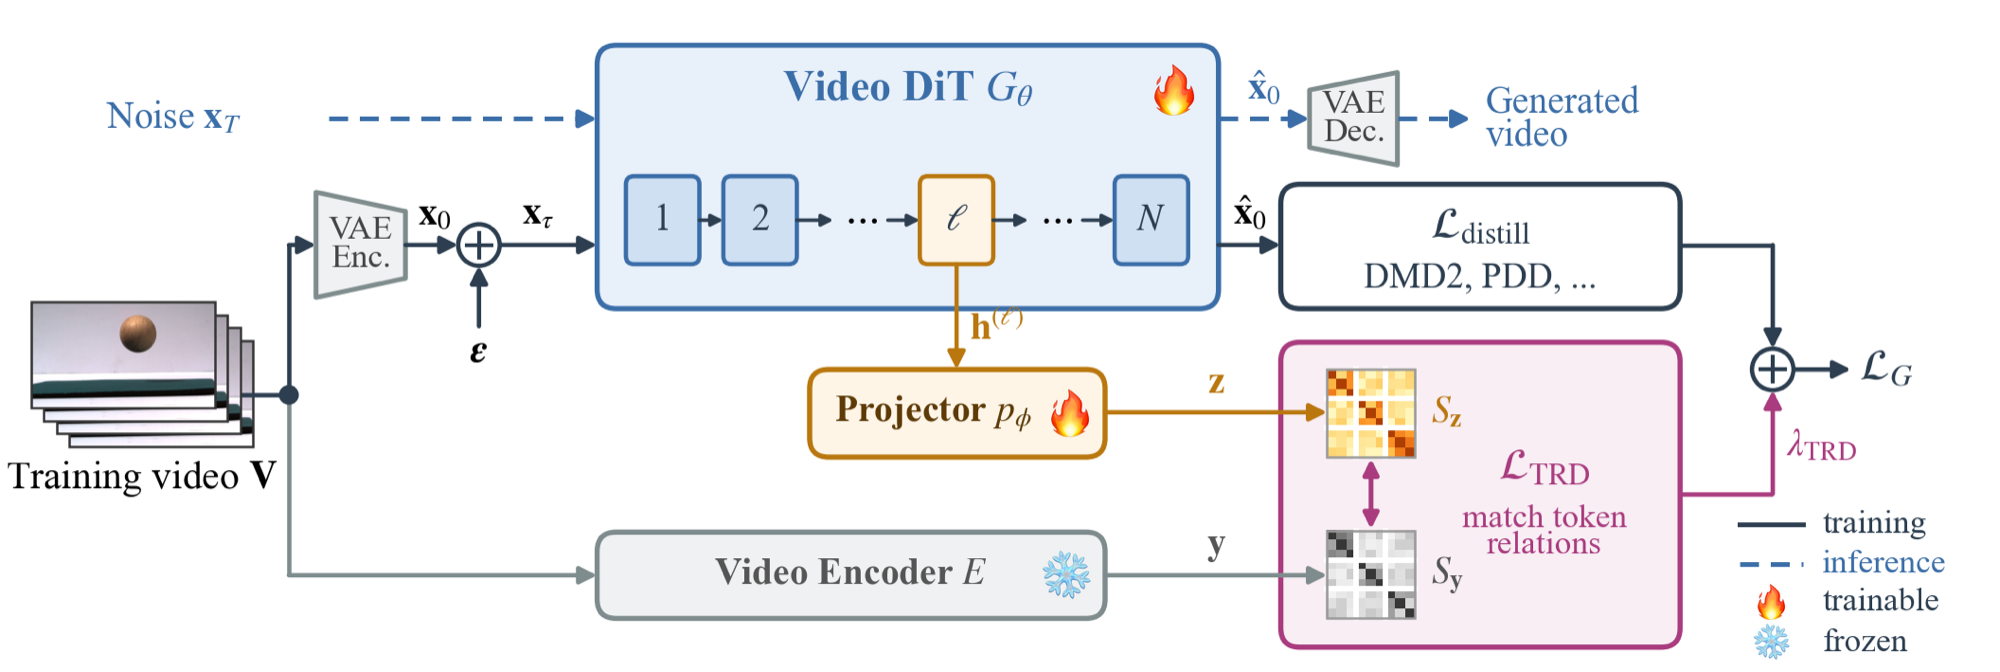 Video DiT G_θ
Noise x_T
x̂_0
VAE
Dec.
Generated
video
VAE
Enc.
x_0
x_τ
ε
1
2
...
ℓ
...
N
x̂_0
ℒ_distill
DMD2, PDD, ...
h^(ℓ)
Training video V
Projector p_ϕ
z
S_z
ℒ_TRD
match token
relations
ℒ_G
λ_TRD
Video Encoder E
y
S_y
training
inference
trainable
frozen